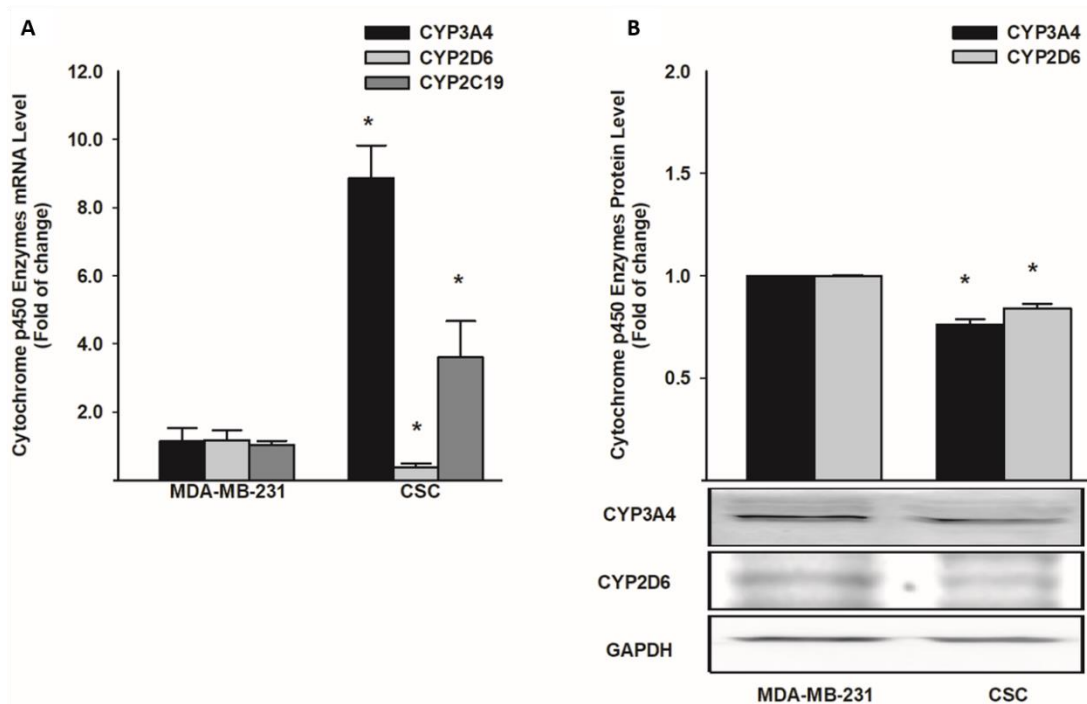 A
CYP3A4
CYP2D6
CYP2C19
Cytochrome p450 Enzymes mRNA Level
(Fold of change)
12.0
10.0
8.0
6.0
4.0
2.0
*
*
*
MDA-MB-231
CSC
B
CYP3A4
CYP2D6
Cytochrome p450 Enzymes Protein Level
(Fold of change)
2.0
1.5
1.0
0.5
*
*
CYP3A4
CYP2D6
GAPDH
MDA-MB-231
CSC